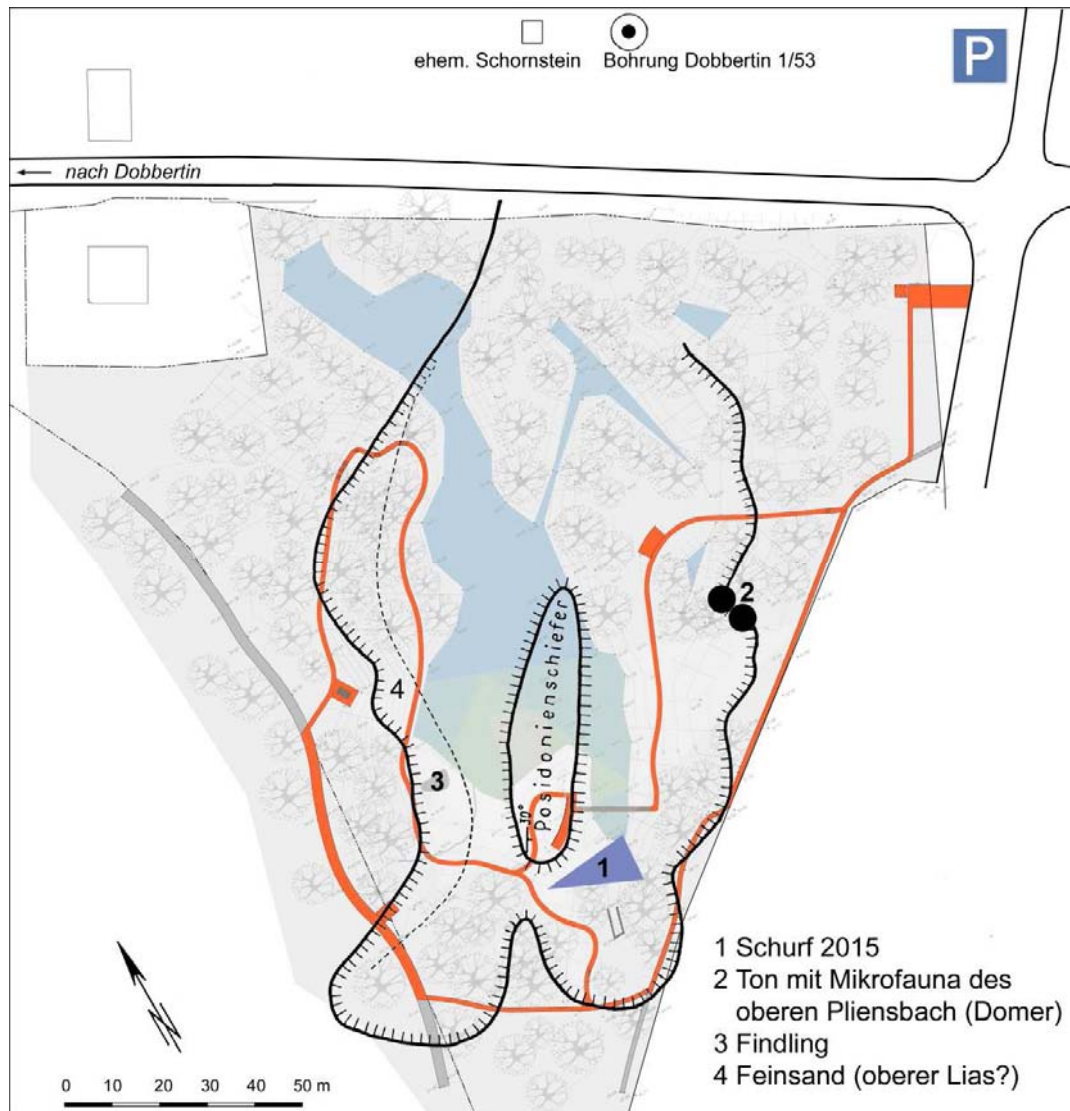 ehem. Schornstein
Bohrung Dobbertin 1/53
P
nach Dobbertin
2
4
Posidonienschiefer
3
10°
1
1 Schurf 2015
2 Ton mit Mikrofauna des
oberen Pliensbach (Domer)
3 Findling
4 Feinsand (oberer Lias?)
0 10 20 30 40 50 m